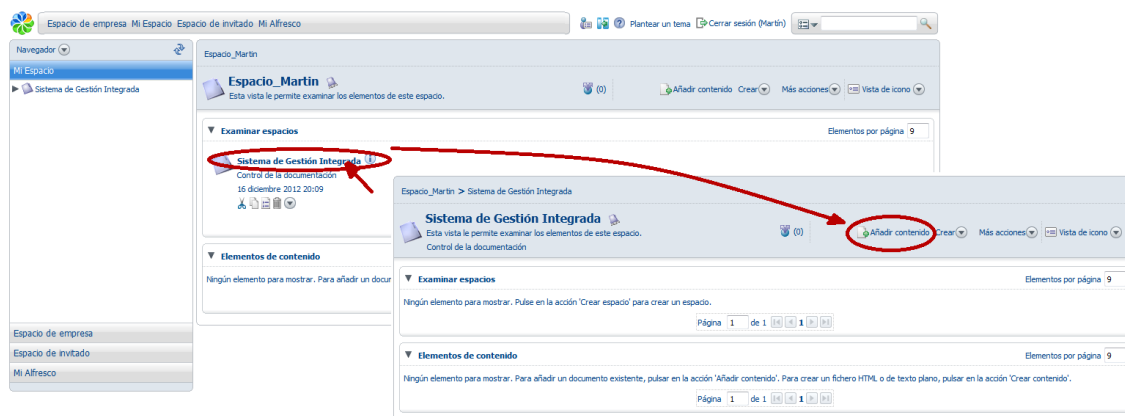 Espacio de empresa Mi Espacio Espacio de invitado Mi Alfresco
Plantear un tema Cerrar sesión (Martín)
Navegador
Mi Espacio
Sistema de Gestión Integrada
Espacio de empresa
Espacio de invitado
Mi Alfresco
Espacio_Martin
Espacio_Martin
Esta vista le permite examinar los elementos de este espacio.
(0)
Añadir contenido Crear Más acciones Vista de icono
Examinar espacios
Elementos por página 9
Sistema de Gestión Integrada
Control de la documentación
16 diciembre 2012 20:09
Elementos de contenido
Ningún elemento para mostrar. Para añadir un docur
Espacio_Martin > Sistema de Gestión Integrada
Sistema de Gestión Integrada
Esta vista le permite examinar los elementos de este espacio.
Control de la documentación
(0)
Añadir contenido Crear Más acciones Vista de icono
Examinar espacios
Elementos por página 9
Ningún elemento para mostrar. Pulse en la acción 'Crear espacio' para crear un espacio.
Página 1 de 1 1
Elementos de contenido
Elementos por página 9
Ningún elemento para mostrar. Para añadir un documento existente, pulsar en la acción 'Añadir contenido'. Para crear un fichero HTML o de texto plano, pulsar en la acción 'Crear contenido'.
Página 1 de 1 1